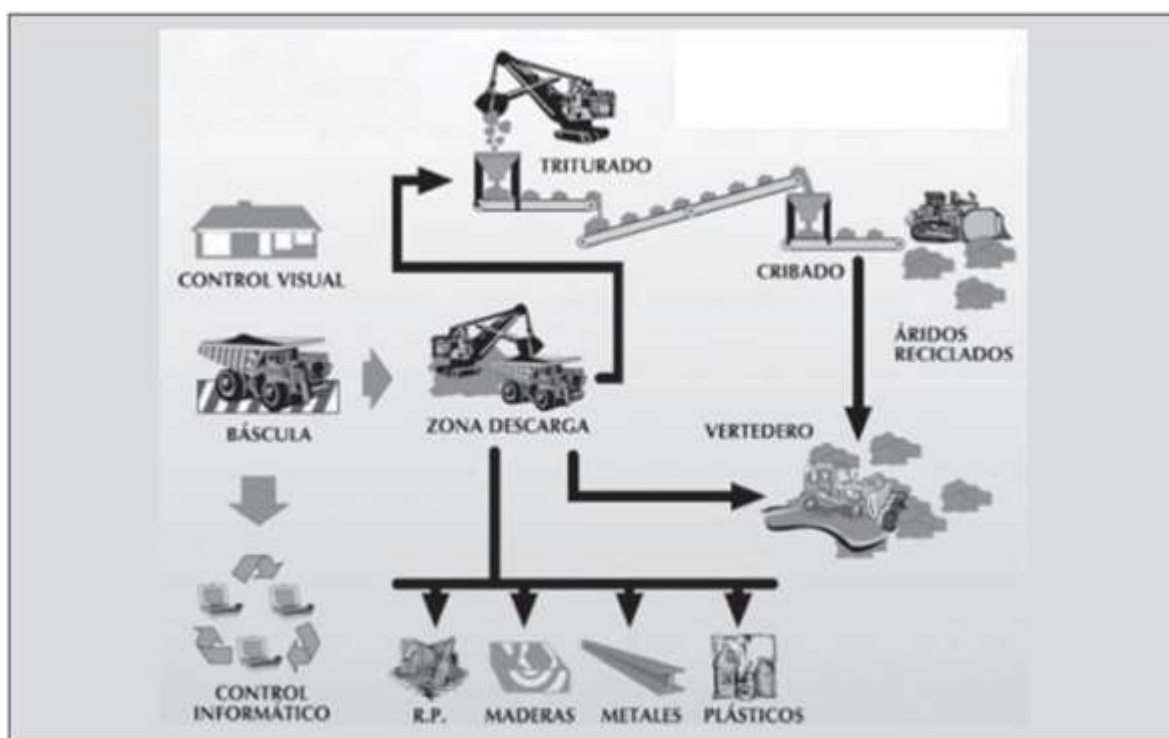 TRITURADO
CONTROL VISUAL
CRIBADO
ÁRIDOS
RECICLADOS
BÁSCULA
ZONA DESCARGA
VERTEDERO
CONTROL
INFORMÁTICO
R.P.
MADERAS
METALES
PLÁSTICOS